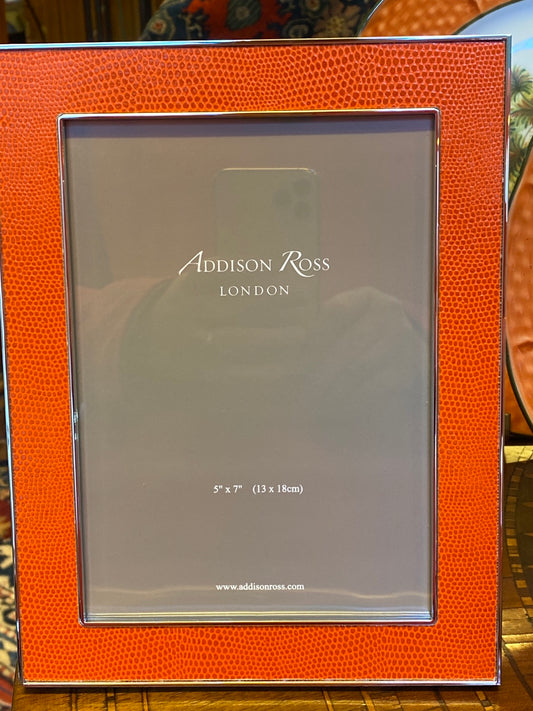 ADDISON ROSS
LONDON
5" x 7" (13 x 18cm)
www.addisonross.com